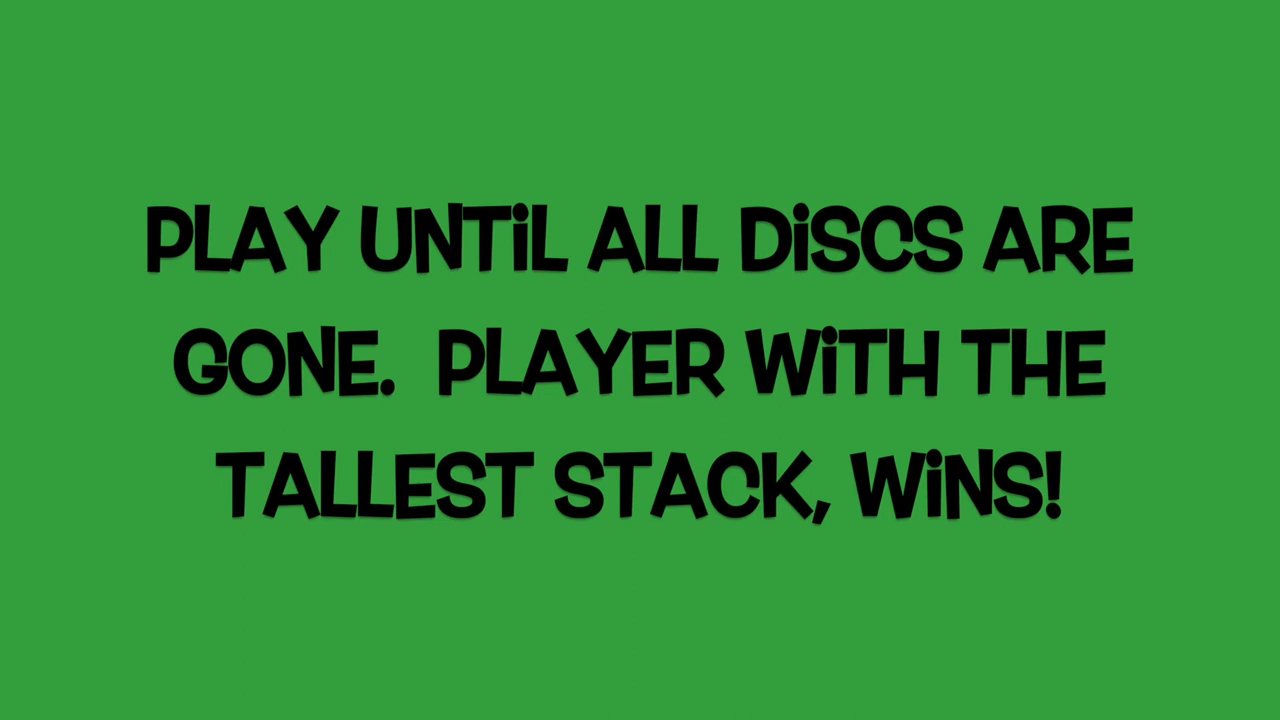 PLAY UNTiL ALL DiSCS ARE
GONE.  PLAYER WiTH THE
TALLEST STACK, WiNS!